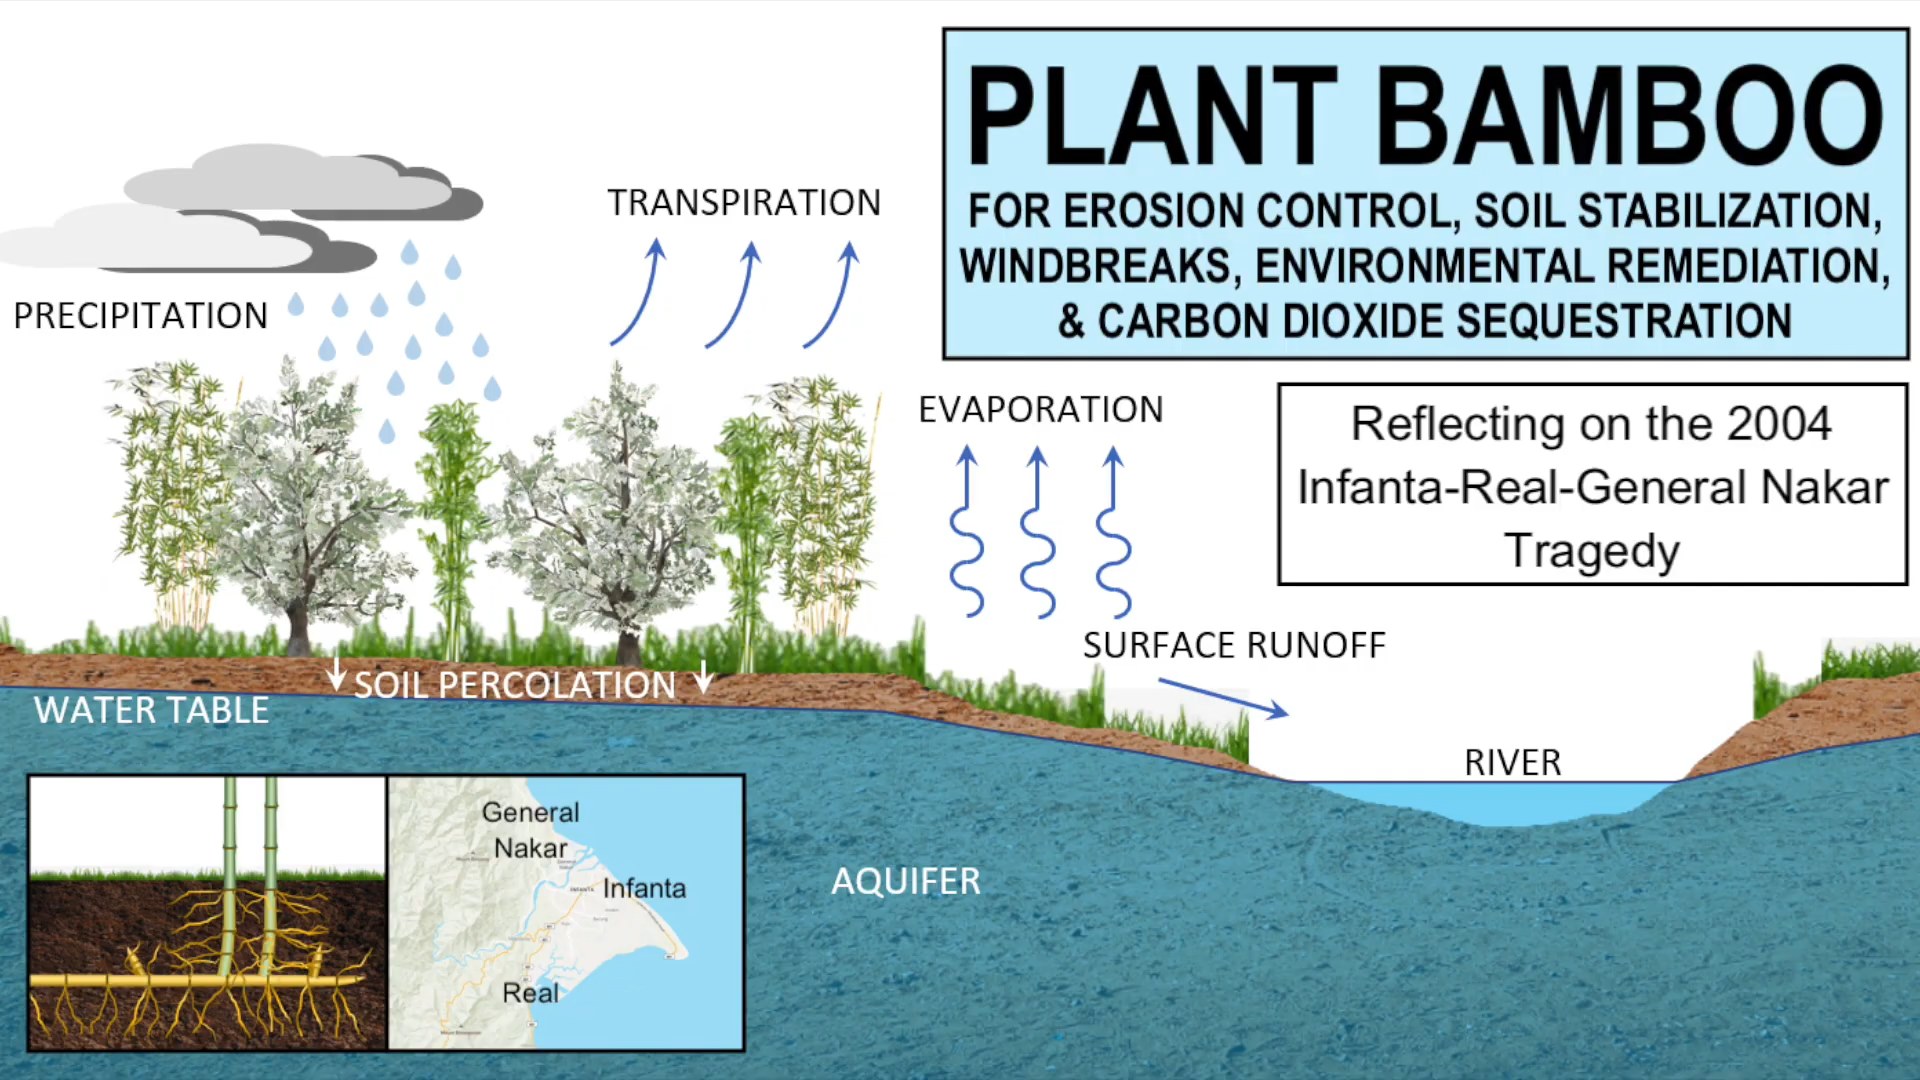 PLANT BAMBOO
FOR EROSION CONTROL, SOIL STABILIZATION,
WINDBREAKS, ENVIRONMENTAL REMEDIATION,
& CARBON DIOXIDE SEQUESTRATION
Reflecting on the 2004
Infanta-Real-General Nakar
Tragedy
TRANSPIRATION
PRECIPITATION
EVAPORATION
SURFACE RUNOFF
SOIL PERCOLATION
WATER TABLE
RIVER
AQUIFER
General
Nakar
Infanta
INFANTA
Real